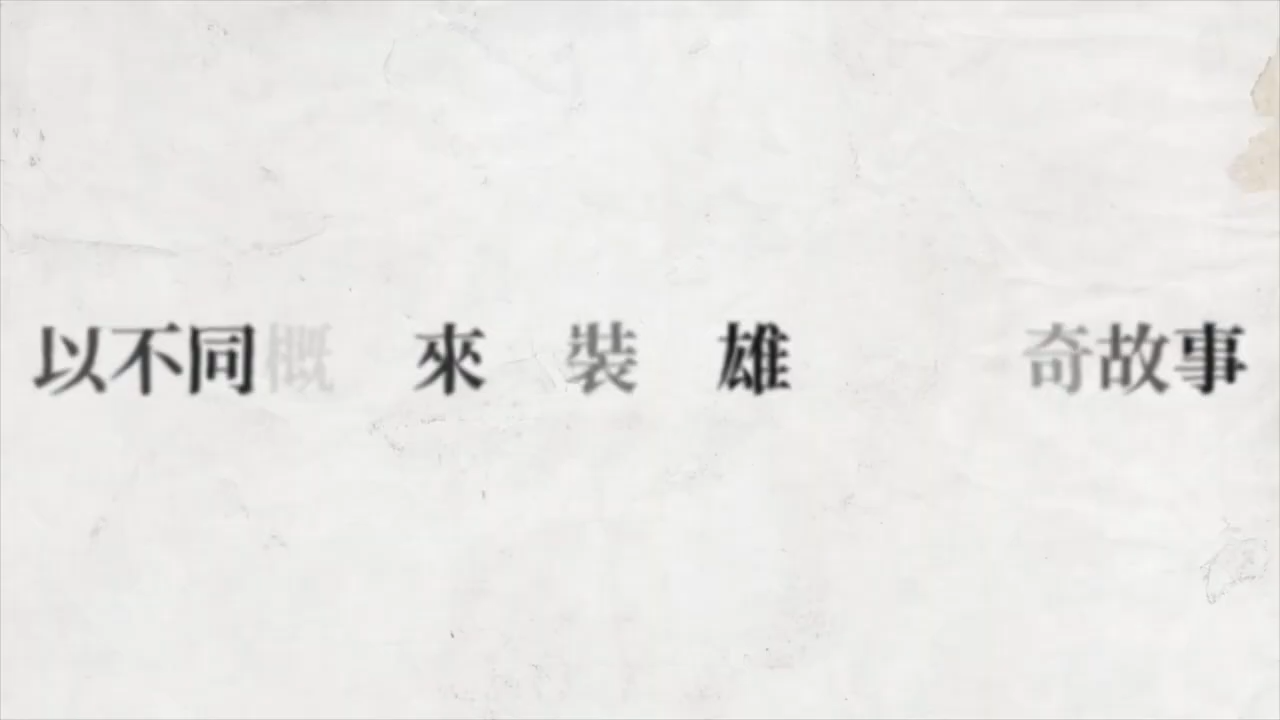 以不同概 來 裝 雄 奇故事